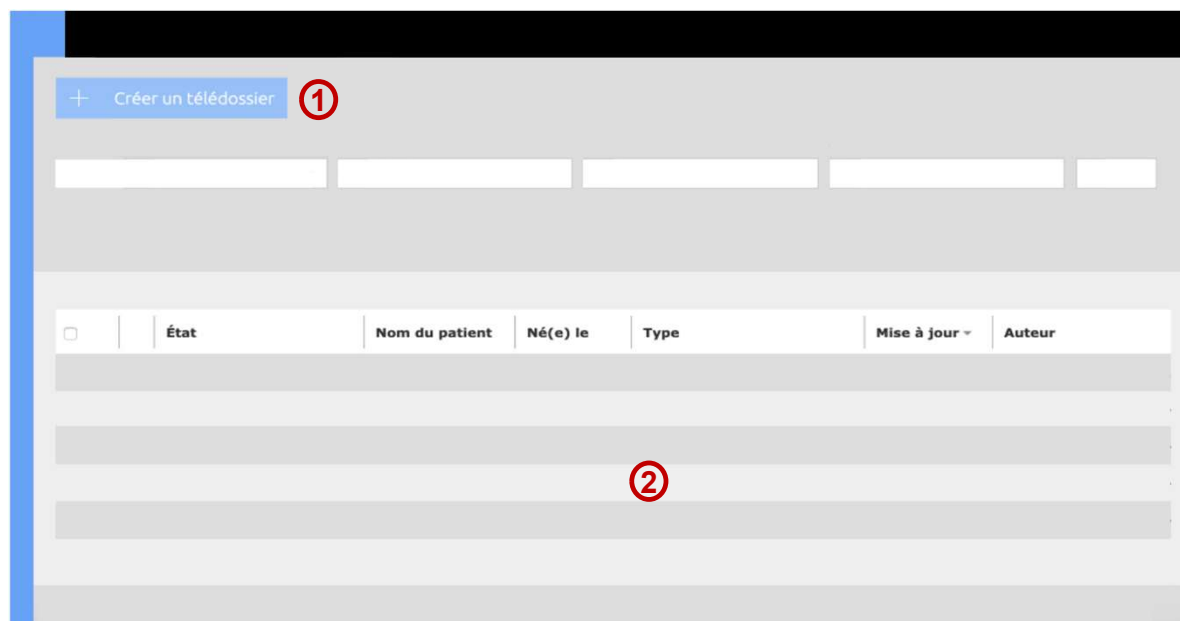 + Créer un télédossier 1
État Nom du patient Né(e) le Type Mise à jour Auteur
2